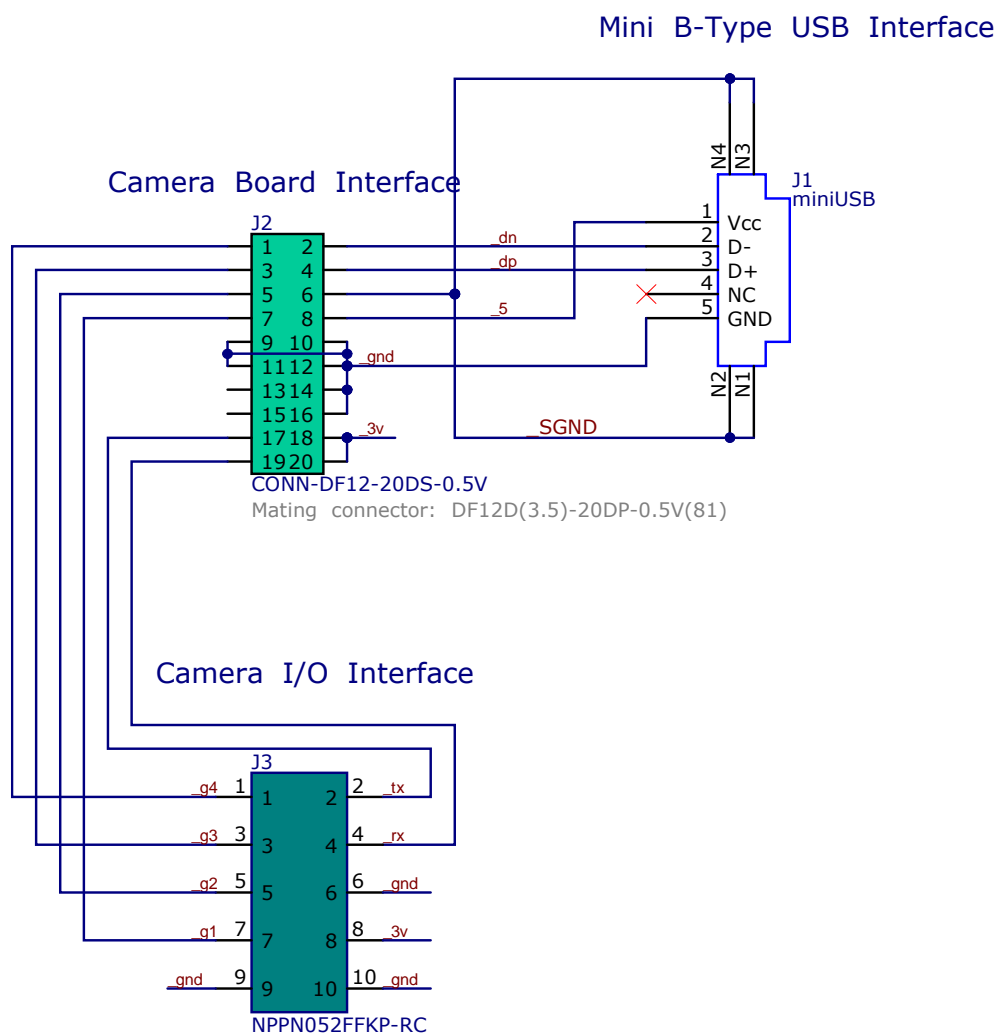 Mini B-Type USB Interface
N4
N3
Camera Board Interface
J1
miniUSB
J2
1 Vcc
1 2 _dn 2 D-
3 4 _dp 3 D+
5 6 4 NC
7 8 _5 5 GND
9 10
11 12 _gnd
13 14
15 16
N2
N1
17 18 _3v
_SGND
19 20
CONN-DF12-20DS-0.5V
Mating connector: DF12D(3.5)-20DP-0.5V(81)
Camera I/O Interface
J3
_g4 1 1 2 2 _tx
_g3 3 3 4 4 _rx
_g2 5 5 6 6 _gnd
_g1 7 7 8 8 _3v
_gnd 9 9 10 10 _gnd
NPPN052FFKP-RC